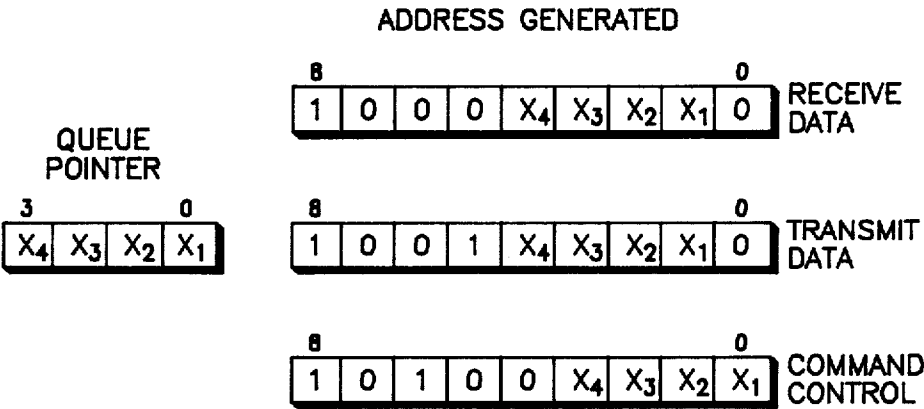 ADDRESS GENERATED
8 0
1 0 0 0 X4 X3 X2 X1 0
RECEIVE
DATA
QUEUE
POINTER
3 0
X4 X3 X2 X1
8 0
1 0 0 1 X4 X3 X2 X1 0
TRANSMIT
DATA
8 0
1 0 1 0 0 X4 X3 X2 X1
COMMAND
CONTROL